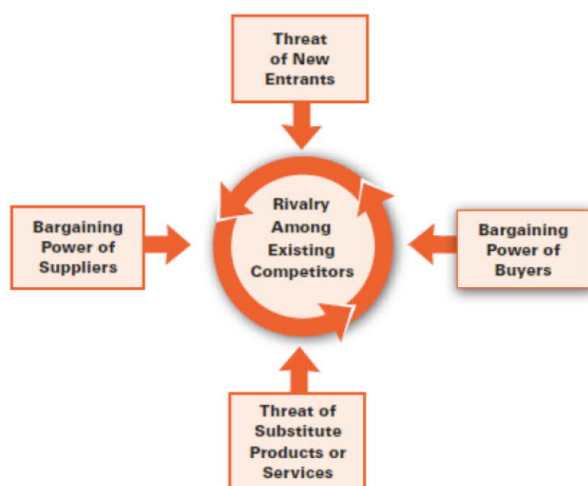 Threat
of New
Entrants
Rivalry
Among
Existing
Competitors
Bargaining
Power of
Suppliers
Bargaining
Power of
Buyers
Threat of
Substitute
Products or
Services